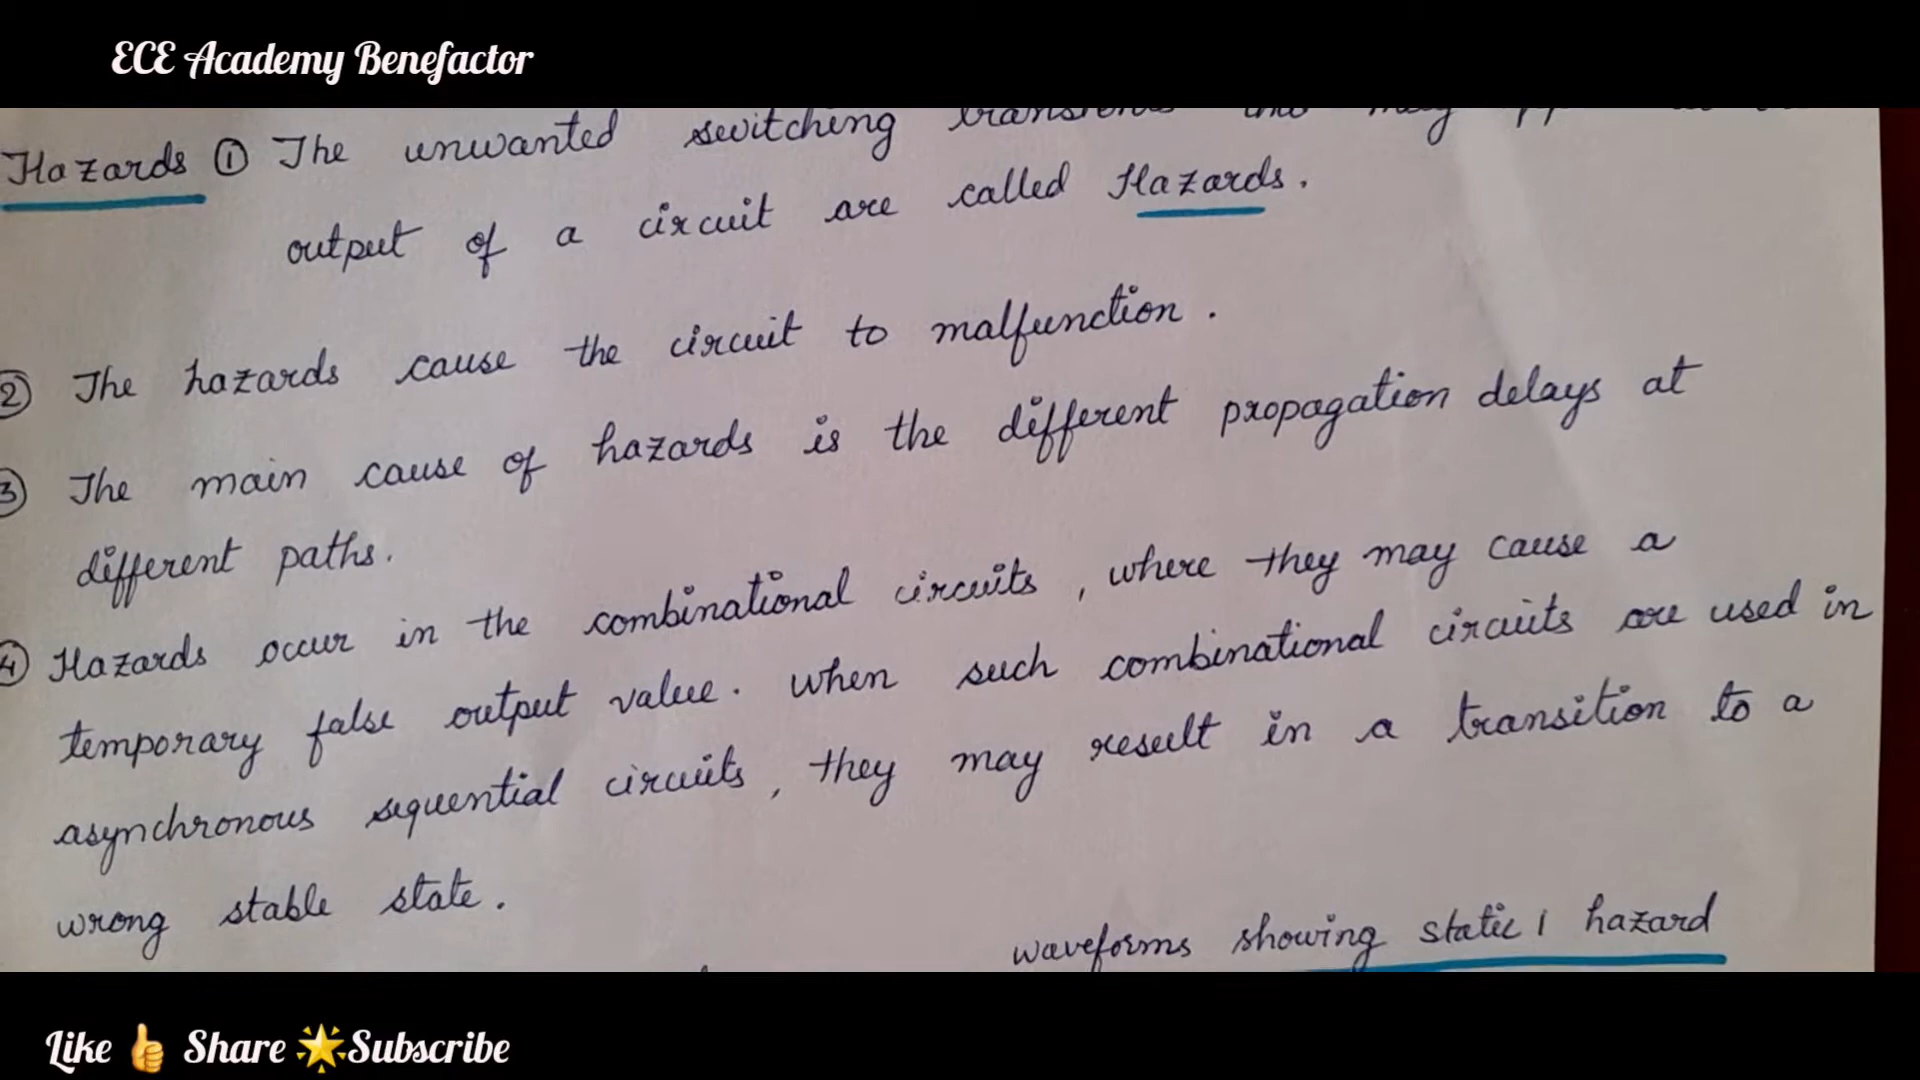 ECE Academy Benefactor
Hazards ① The unwanted switching may
output of a circuit are called Hazards.
② The hazards cause the circuit to malfunction.
③ The main cause of hazards is the different propagation delays at
different paths.
④ Hazards occur in the combinational circuits, where they may cause a
temporary false output value. When such combinational circuits are used in
asynchronous sequential circuits, they may result in a transition to a
wrong stable state.
waveforms showing static 1 hazard
Like 👍 Share 🌟Subscribe